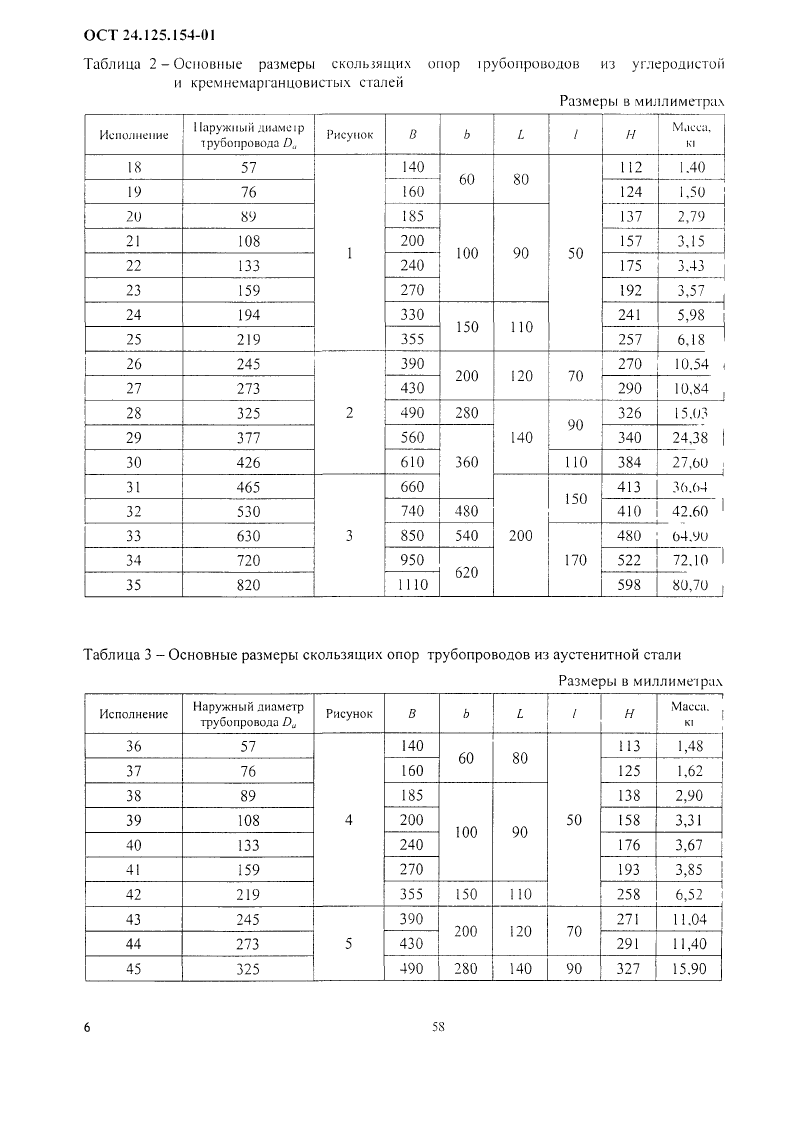 ОСТ 24.125.154-01
Таблица 2 – Основные размеры скользящих опор трубопроводов из углеродистой
и кремнемарганцовистых сталей
Размеры в миллиметрах
Исполнение Наружный диаметр трубопровода Dа Рисунок B b L l H Масса, кг
18 57 1 140 60 80 50 112 1,40
19 76 160 124 1,50
20 89 185 100 90 137 2,79
21 108 200 157 3,15
22 133 240 175 3,43
23 159 270 192 3,57
24 194 330 150 110 241 5,98
25 219 355 257 6,18
26 245 2 390 200 120 70 270 10,54
27 273 430 290 10,84
28 325 490 280 140 90 326 15,03
29 377 560 360 340 24,38
30 426 610 110 384 27,60
31 465 3 660 200 150 413 36,64
32 530 740 480 410 42,60
33 630 850 540 170 480 64,90
34 720 950 620 522 72,10
35 820 1110 598 80,70
Таблица 3 – Основные размеры скользящих опор трубопроводов из аустенитной стали
Размеры в миллиметрах
Исполнение Наружный диаметр трубопровода Dа Рисунок B b L l H Масса, кг
36 57 4 140 60 80 50 113 1,48
37 76 160 125 1,62
38 89 185 100 90 138 2,90
39 108 200 158 3,31
40 133 240 176 3,67
41 159 270 193 3,85
42 219 355 150 110 258 6,52
43 245 5 390 200 120 70 271 11,04
44 273 430 291 11,40
45 325 490 280 140 90 327 15,90
6 58